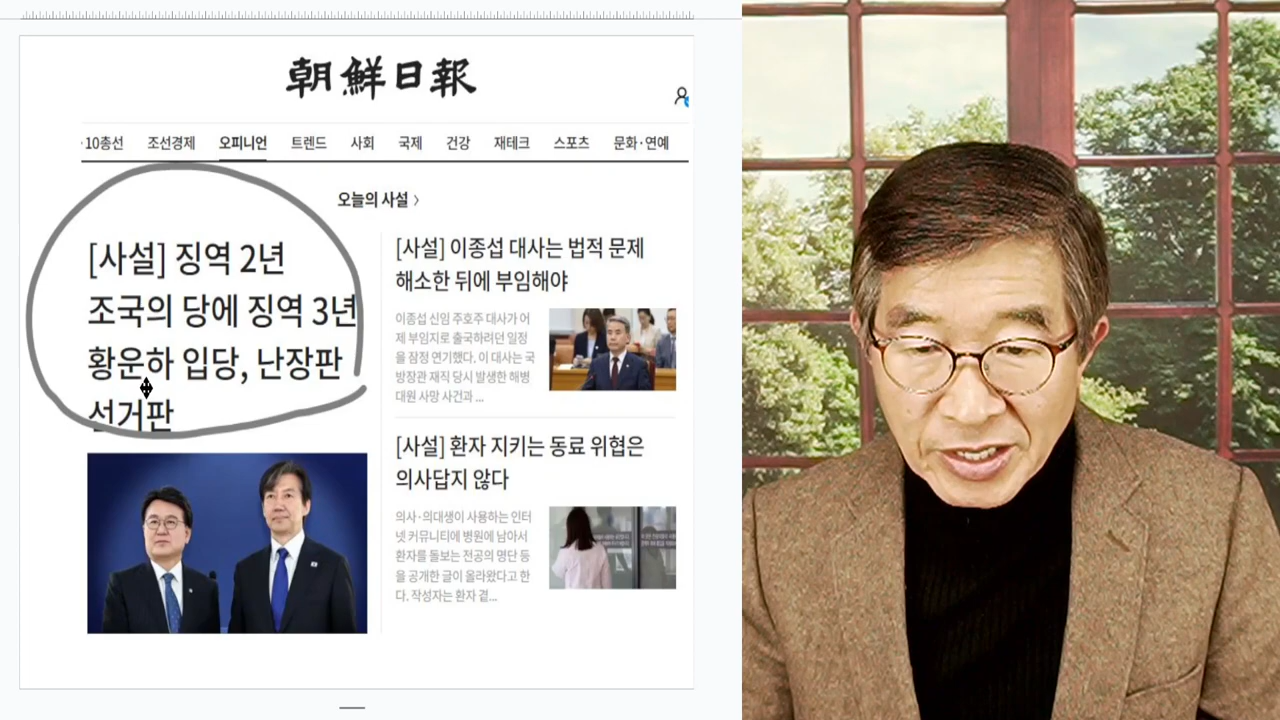 朝鮮日報
·10총선 조선경제 오피니언 트렌드 사회 국제 건강 재테크 스포츠 문화·연예
오늘의 사설 >
[사설] 징역 2년
조국의 당에 징역 3년
황운하 입당, 난장판
선거판
[사설] 이종섭 대사는 법적 문제
해소한 뒤에 부임해야
이종섭 신임 주호주 대사가 어
제 부임지로 출국하려던 일정
을 잠정 연기했다. 이 대사는 국
방장관 재직 당시 발생한 해병
대원 사망 사건과 ...
[사설] 환자 지키는 동료 위협은
의사답지 않다
의사·의대생이 사용하는 인터
넷 커뮤니티에 병원에 남아서
환자를 돌보는 전공의 명단 등
을 공개한 글이 올라왔다고 한
다. 작성자는 환자 곁...